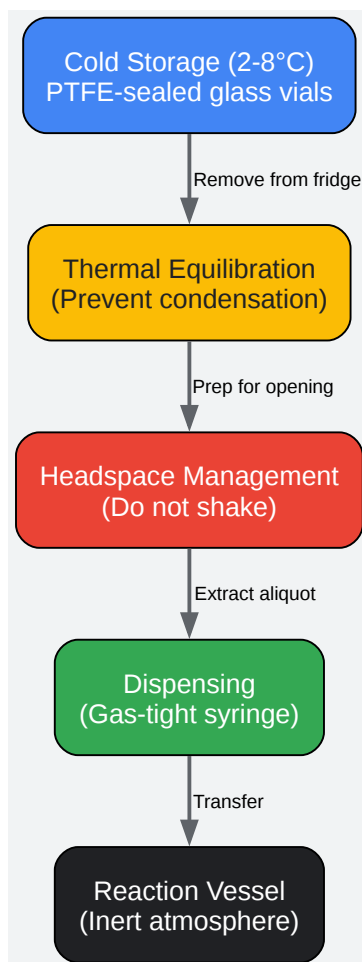 Cold Storage (2-8°C)
PTFE-sealed glass vials
Remove from fridge
Thermal Equilibration
(Prevent condensation)
Prep for opening
Headspace Management
(Do not shake)
Extract aliquot
Dispensing
(Gas-tight syringe)
Transfer
Reaction Vessel
(Inert atmosphere)